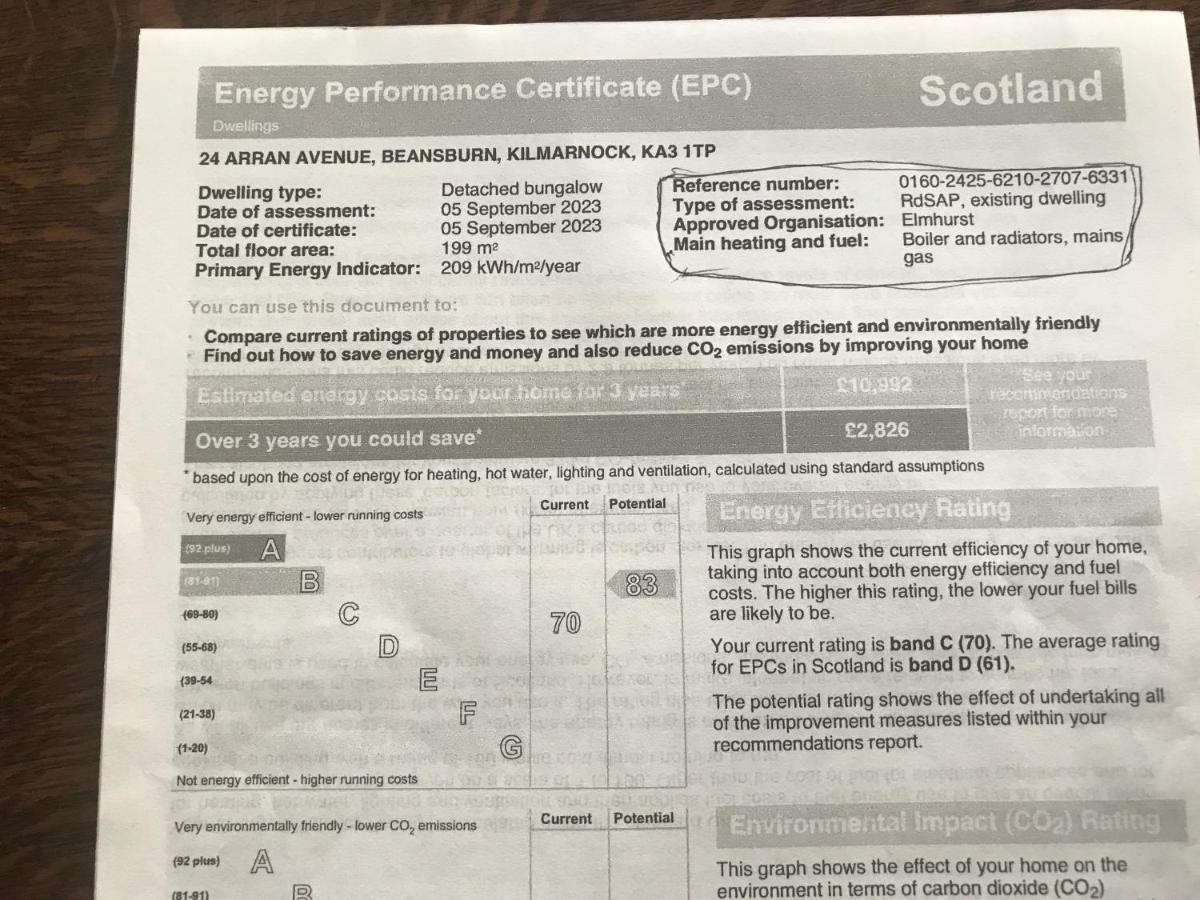 Energy Performance Certificate (EPC)
Scotland
Dwellings
24 ARRAN AVENUE, BEANSBURN, KILMARNOCK, KA3 1TP
Dwelling type: Detached bungalow
Date of assessment: 05 September 2023
Date of certificate: 05 September 2023
Total floor area: 199 m²
Primary Energy Indicator: 209 kWh/m²/year
Reference number: 0160-2425-6210-2707-6331
Type of assessment: RdSAP, existing dwelling
Approved Organisation: Elmhurst
Main heating and fuel: Boiler and radiators, mains
gas
You can use this document to:
• Compare current ratings of properties to see which are more energy efficient and environmentally friendly
• Find out how to save energy and money and also reduce CO₂ emissions by improving your home
Estimated energy costs for your home for 3 years* £10,992
Over 3 years you could save* £2,826
See your
recommendations
report for more
information
* based upon the cost of energy for heating, hot water, lighting and ventilation, calculated using standard assumptions
Very energy efficient - lower running costs
Current Potential
(92 plus) A
(81-91) B 83
(69-80) C 70
(55-68) D
(39-54 E
(21-38) F
(1-20) G
Not energy efficient - higher running costs
Energy Efficiency Rating
This graph shows the current efficiency of your home,
taking into account both energy efficiency and fuel
costs. The higher this rating, the lower your fuel bills
are likely to be.
Your current rating is band C (70). The average rating
for EPCs in Scotland is band D (61).
The potential rating shows the effect of undertaking all
of the improvement measures listed within your
recommendations report.
Very environmentally friendly - lower CO₂ emissions
Current Potential
(92 plus) A
(81-91) B
Environmental Impact (CO₂) Rating
This graph shows the effect of your home on the
environment in terms of carbon dioxide (CO₂)